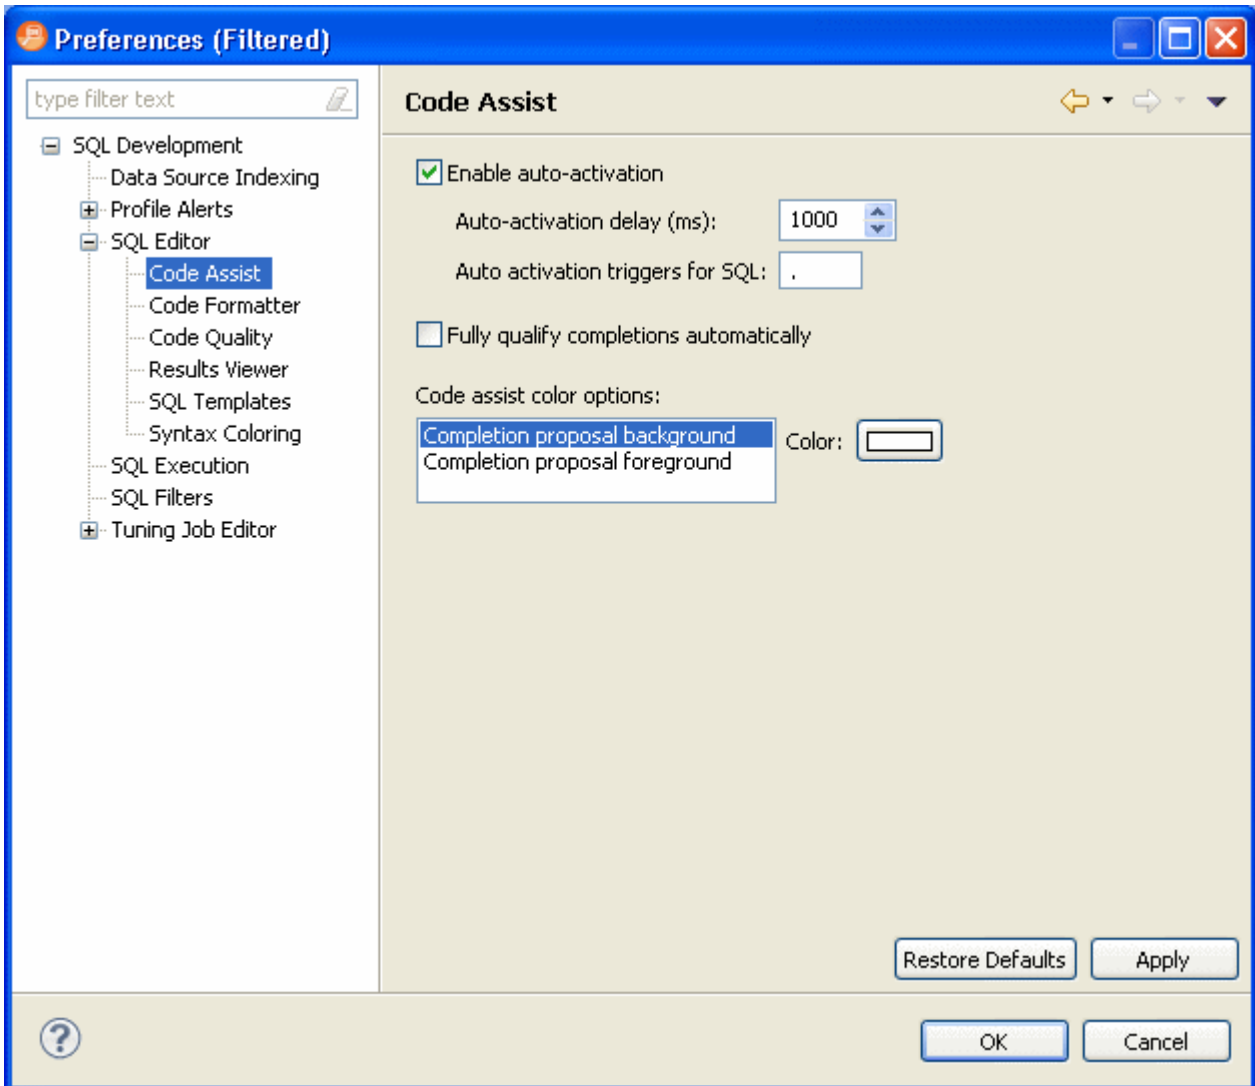 Preferences (Filtered)
type filter text
SQL Development
Data Source Indexing
Profile Alerts
SQL Editor
Code Assist
Code Formatter
Code Quality
Results Viewer
SQL Templates
Syntax Coloring
SQL Execution
SQL Filters
Tuning Job Editor
Code Assist
Enable auto-activation
Auto-activation delay (ms): 1000
Auto activation triggers for SQL: .
Fully qualify completions automatically
Code assist color options:
Completion proposal background
Color:
Completion proposal foreground
Restore Defaults Apply
? OK Cancel